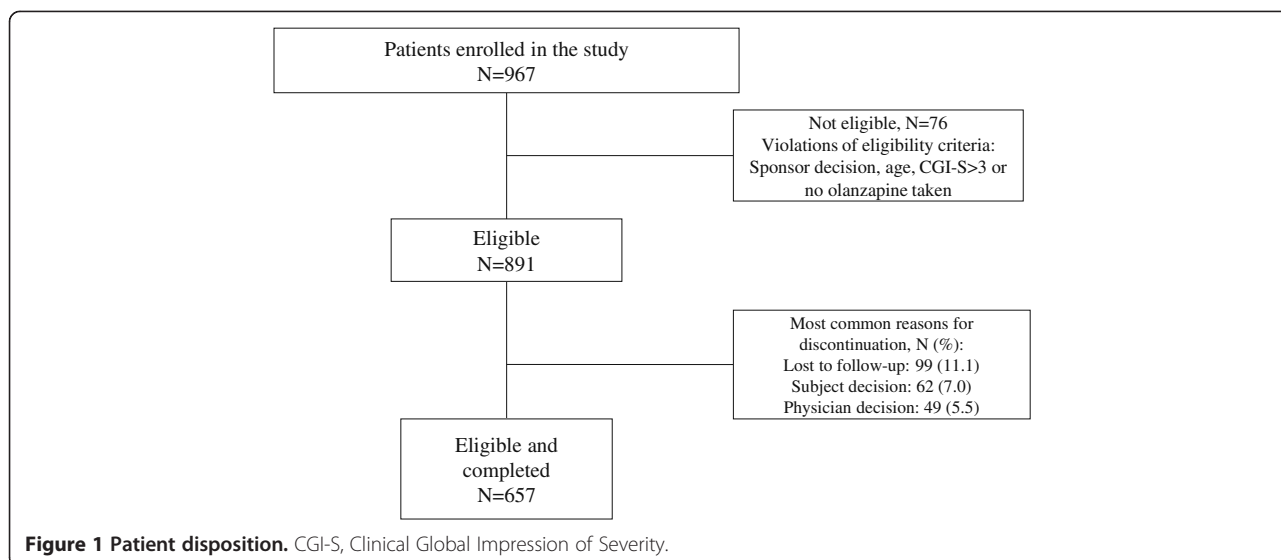 Patients enrolled in the study
N=967
Not eligible, N=76
Violations of eligibility criteria:
Sponsor decision, age, CGI-S>3 or
no olanzapine taken
Eligible
N=891
Most common reasons for
discontinuation, N (%):
Lost to follow-up: 99 (11.1)
Subject decision: 62 (7.0)
Physician decision: 49 (5.5)
Eligible and
completed
N=657
Figure 1 Patient disposition. CGI-S, Clinical Global Impression of Severity.